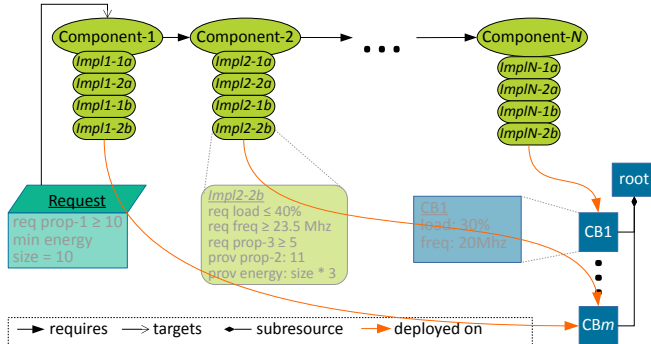 Component-1
Component-2
Component-N
Impl1-1a
Impl1-2a
Impl1-1b
Impl1-2b
Impl2-1a
Impl2-2a
Impl2-1b
Impl2-2b
ImplN-1a
ImplN-2a
ImplN-1b
ImplN-2b
root
Request
req prop-1 ≥ 10
min energy
size = 10
Impl2-2b
req load ≤ 40%
req freq ≥ 23.5 Mhz
req prop-3 ≥ 5
prov prop-2: 11
prov energy: size * 3
CB1
load: 30%
freq: 20Mhz
CB1
CBm
requires
targets
subresource
deployed on